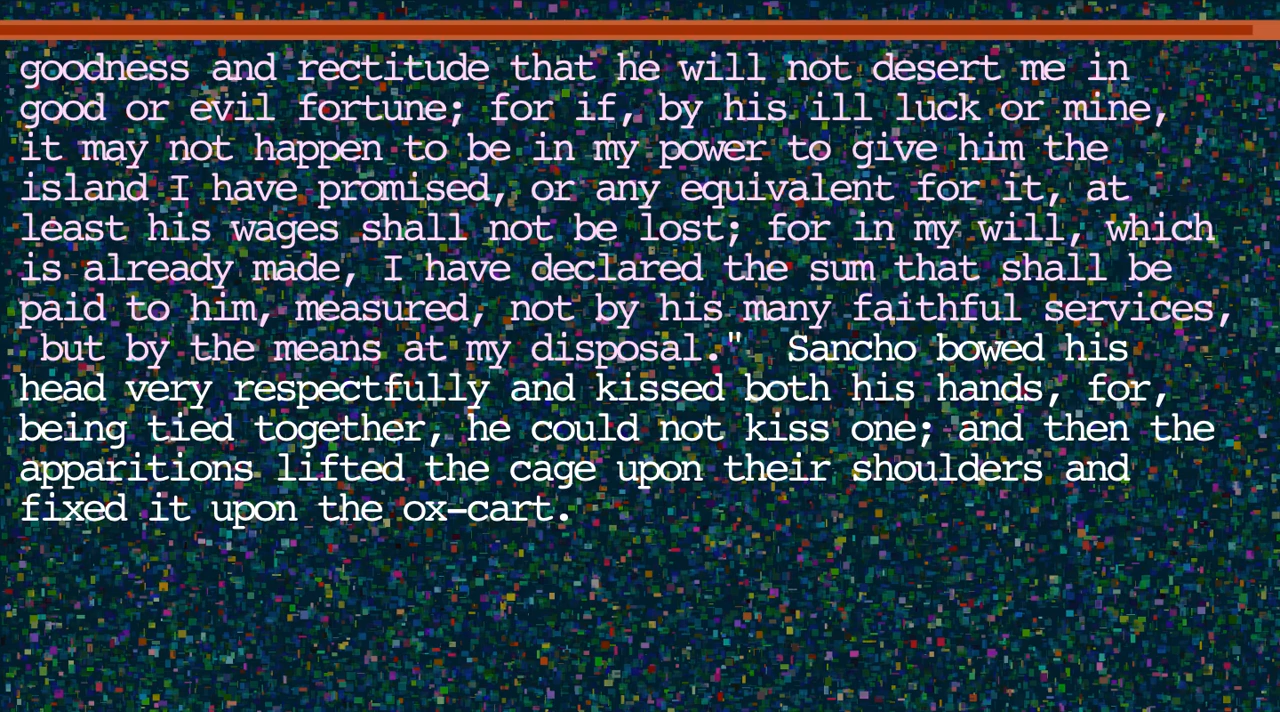 goodness and rectitude that he will not desert me in
good or evil fortune; for if, by his ill luck or mine,
it may not happen to be in my power to give him the
island I have promised, or any equivalent for it, at
least his wages shall not be lost; for in my will, which
is already made, I have declared the sum that shall be
paid to him, measured, not by his many faithful services,
but by the means at my disposal."  Sancho bowed his
head very respectfully and kissed both his hands, for,
being tied together, he could not kiss one; and then the
apparitions lifted the cage upon their shoulders and
fixed it upon the ox-cart.